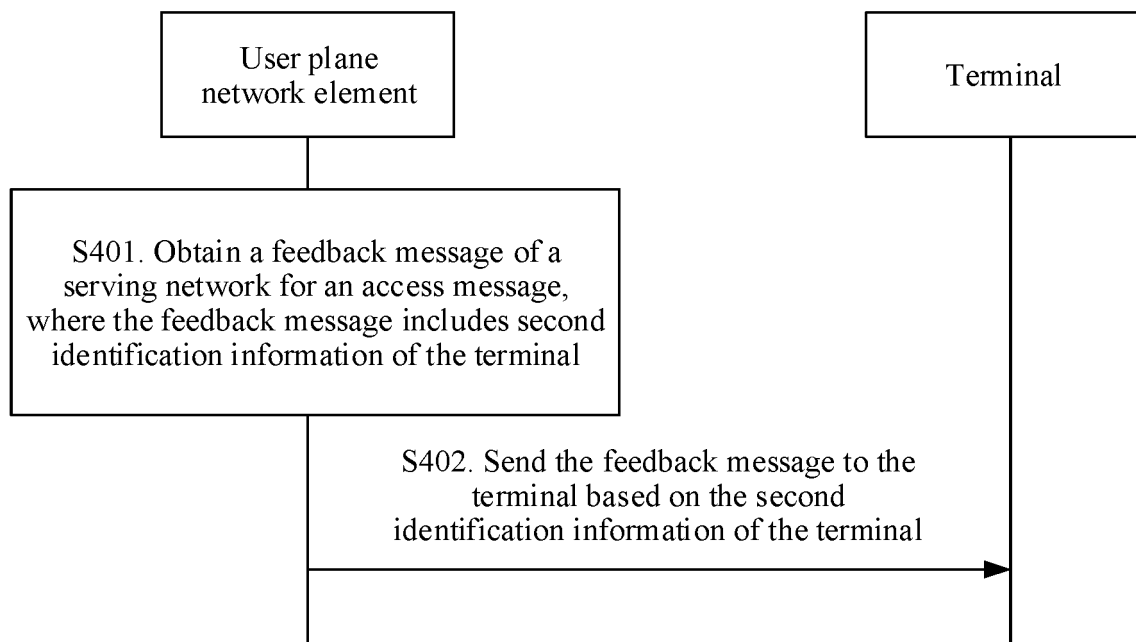 User plane
network element
Terminal
S401. Obtain a feedback message of a
serving network for an access message,
where the feedback message includes second
identification information of the terminal
S402. Send the feedback message to the
terminal based on the second
identification information of the terminal